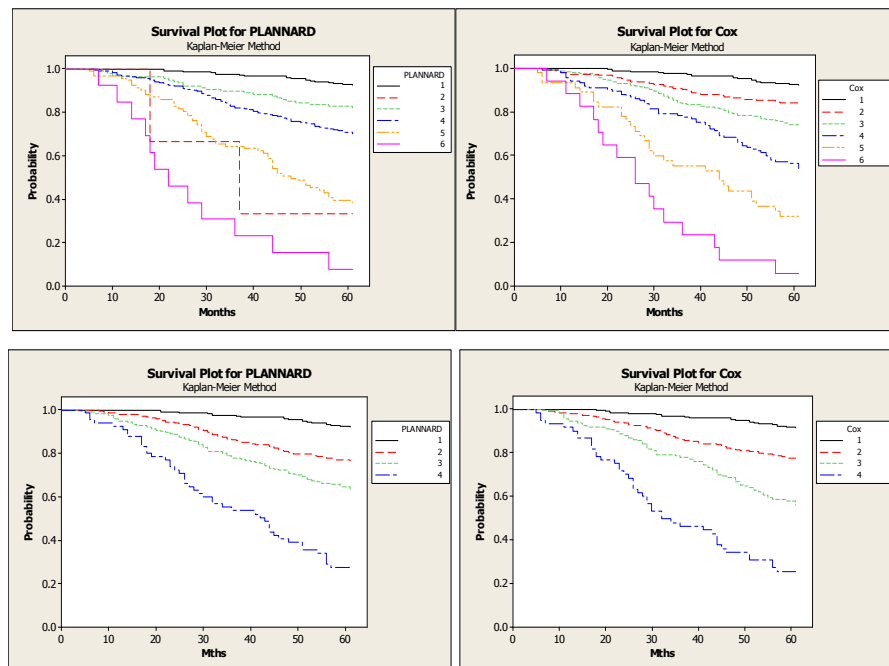 Survival Plot for PLANNARD
Kaplan-Meier Method
1.0
0.8
0.6
0.4
0.2
0.0
Probability
0 10 20 30 40 50 60
Months
PLANNARD
1
2
3
4
5
6
Survival Plot for Cox
Kaplan-Meier Method
1.0
0.8
0.6
0.4
0.2
0.0
Probability
0 10 20 30 40 50 60
Months
Cox
1
2
3
4
5
6
Survival Plot for PLANNARD
Kaplan-Meier Method
1.0
0.8
0.6
0.4
0.2
0.0
Probability
0 10 20 30 40 50 60
Mths
PLANNARD
1
2
3
4
Survival Plot for Cox
Kaplan-Meier Method
1.0
0.8
0.6
0.4
0.2
0.0
Probability
0 10 20 30 40 50 60
Mths
Cox
1
2
3
4